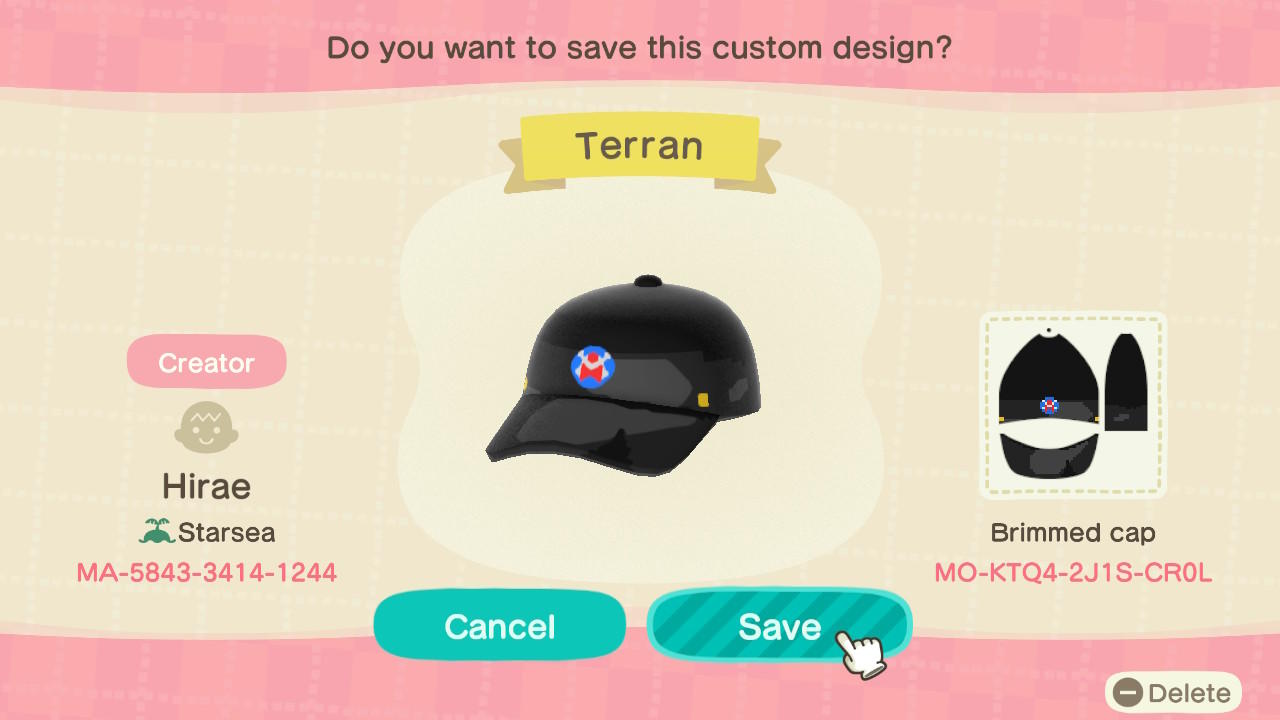 Do you want to save this custom design?
Terran
Creator
Hirae
Starsea
MA-5843-3414-1244
Brimmed cap
MO-KTQ4-2J1S-CR0L
Cancel
Save
Delete